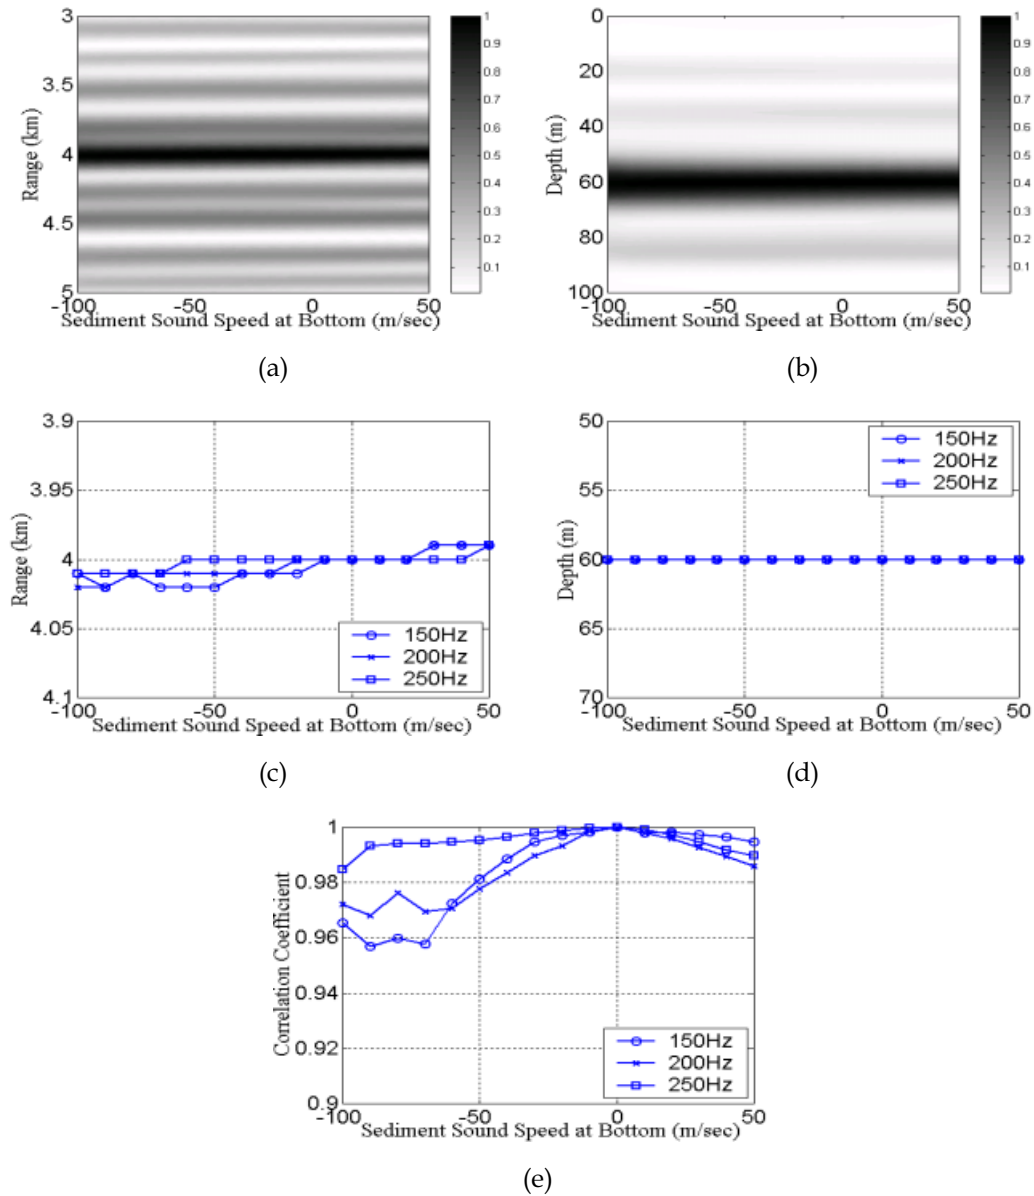 3
3.5
4
4.5
5
Range (km)
-100 -50 0 50
Sediment Sound Speed at Bottom (m/sec)
1
0.9
0.8
0.7
0.6
0.5
0.4
0.3
0.2
0.1
(a)
0
20
40
60
80
100
Depth (m)
-100 -50 0 50
Sediment Sound Speed at Bottom (m/sec)
1
0.9
0.8
0.7
0.6
0.5
0.4
0.3
0.2
0.1
(b)
3.9
3.95
4
4.05
4.1
Range (km)
150Hz
200Hz
250Hz
-100 -50 0 50
Sediment Sound Speed at Bottom (m/sec)
(c)
50
55
60
65
70
Depth (m)
150Hz
200Hz
250Hz
-100 -50 0 50
Sediment Sound Speed at Bottom (m/sec)
(d)
1
0.98
0.96
0.94
0.92
0.9
Correlation Coefficient
150Hz
200Hz
250Hz
-100 -50 0 50
Sediment Sound Speed at Bottom (m/sec)
(e)